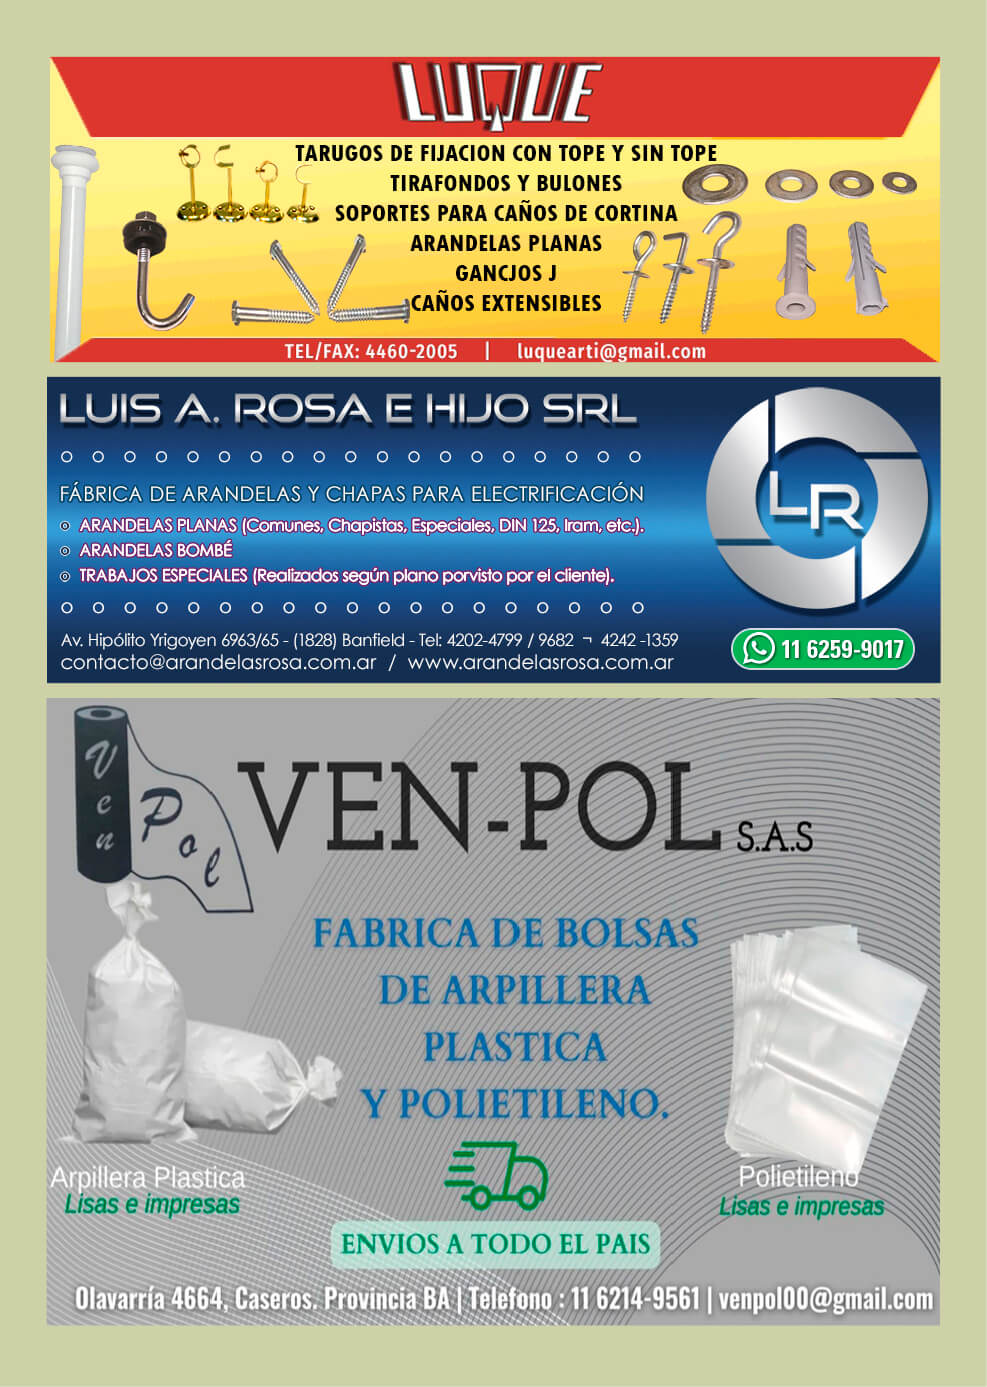 LUQUE
TARUGOS DE FIJACION CON TOPE Y SIN TOPE
TIRAFONDOS Y BULONES
SOPORTES PARA CAÑOS DE CORTINA
ARANDELAS PLANAS
GANCJOS J
CAÑOS EXTENSIBLES
TEL/FAX: 4460-2005 | luquearti@gmail.com
LUIS A. ROSA E HIJO SRL
FÁBRICA DE ARANDELAS Y CHAPAS PARA ELECTRIFICACIÓN
ARANDELAS PLANAS (Comunes, Chapistas, Especiales, DIN 125, Iram, etc.).
ARANDELAS BOMBÉ
TRABAJOS ESPECIALES (Realizados según plano porvisto por el cliente).
LR
Av. Hipólito Yrigoyen 6963/65 - (1828) Banfield - Tel: 4202-4799 / 9682 ¬ 4242 -1359
contacto@arandelasrosa.com.ar / www.arandelasrosa.com.ar
11 6259-9017
Ven
Pol
VEN-POL S.A.S
FABRICA DE BOLSAS
DE ARPILLERA
PLASTICA
Y POLIETILENO.
Arpillera Plastica
Lisas e impresas
Polietileno
Lisas e impresas
ENVIOS A TODO EL PAIS
Olavarría 4664, Caseros. Provincia BA | Telefono : 11 6214-9561 | venpol00@gmail.com